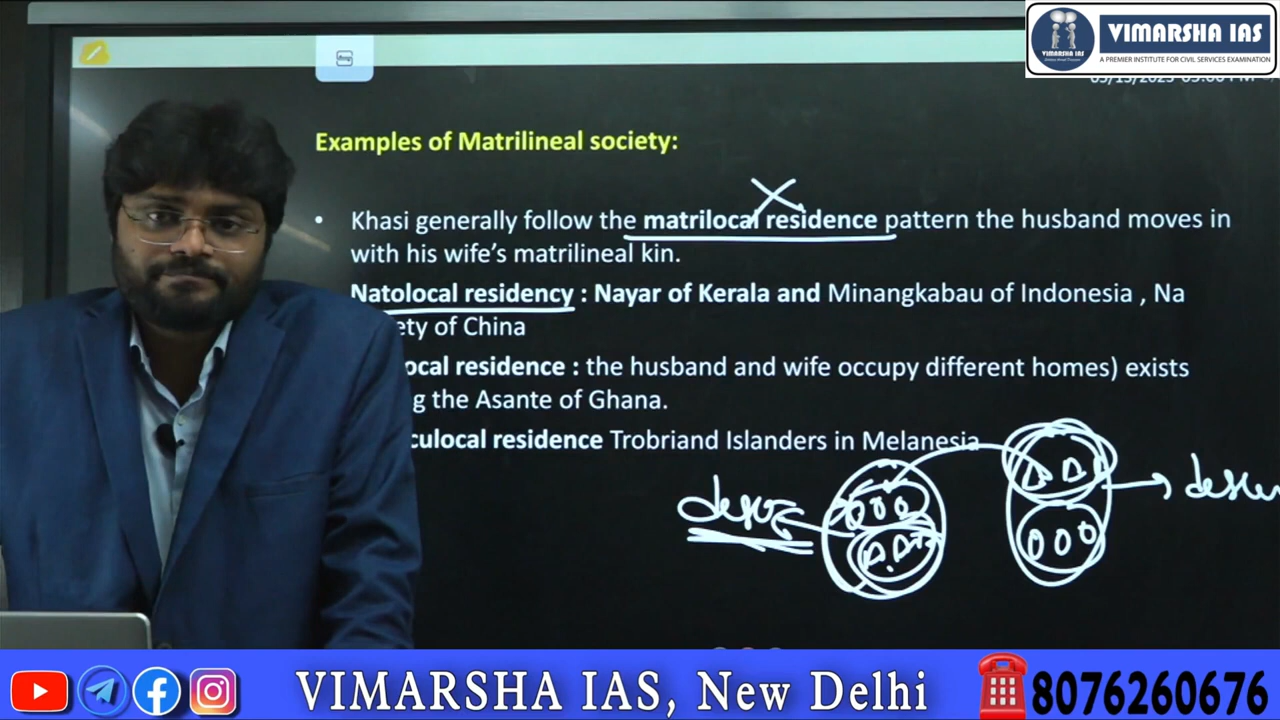 VIMARSHA IAS
A PREMIER INSTITUTE FOR CIVIL SERVICES EXAMINATION
VIMARSHA IAS
Examples of Matrilineal society:
• Khasi generally follow the matrilocal residence pattern the husband moves in
with his wife's matrilineal kin.
Natolocal residency : Nayar of Kerala and Minangkabau of Indonesia , Na
ety of China
ocal residence : the husband and wife occupy different homes) exists
g the Asante of Ghana.
culocal residence Trobriand Islanders in Melanesia
VIMARSHA IAS, New Delhi
8076260676